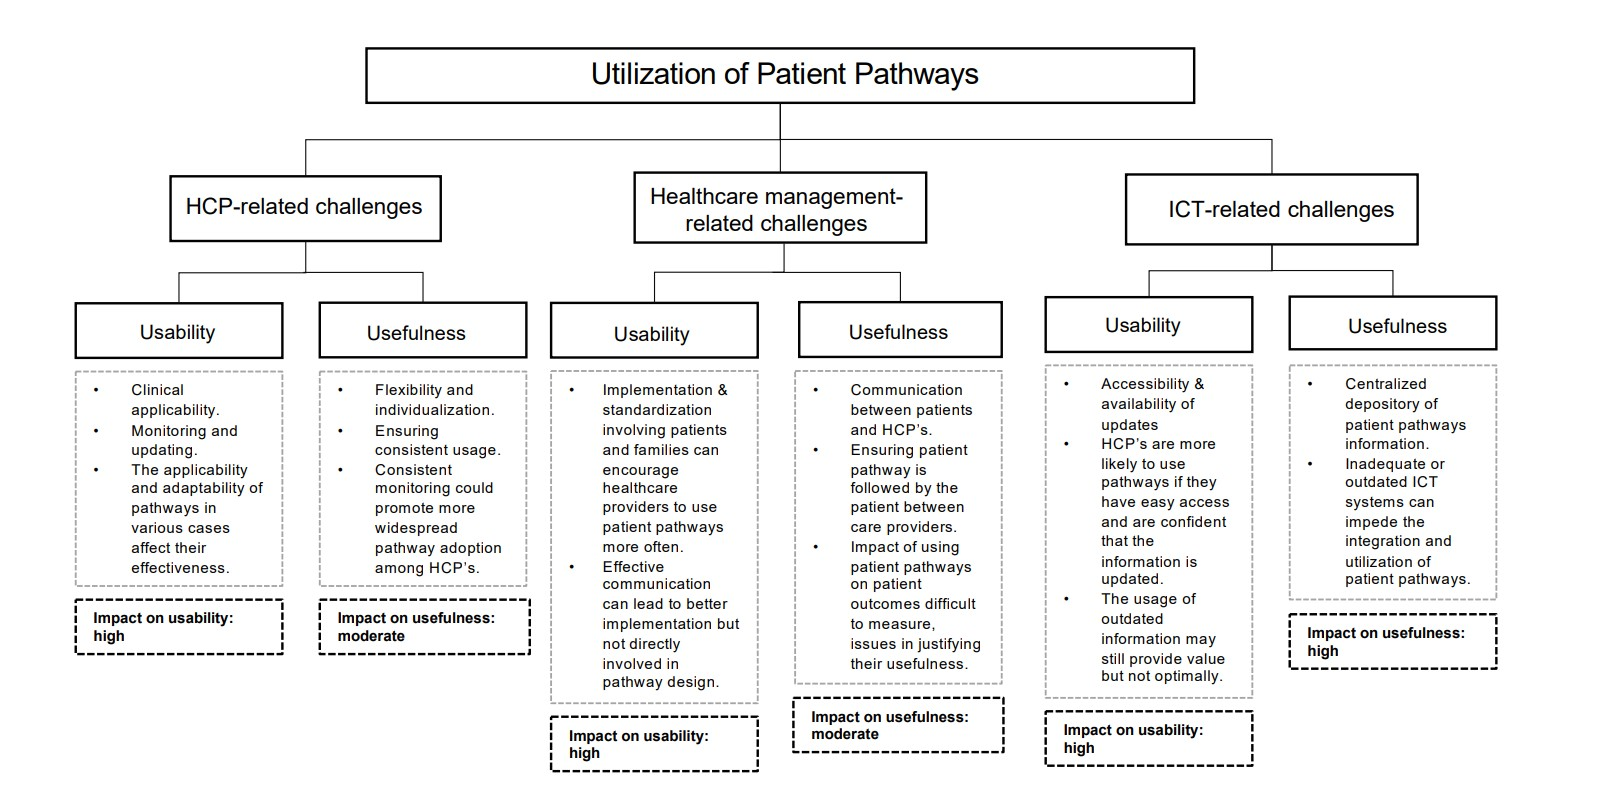 Utilization of Patient Pathways
HCP-related challenges
Healthcare management-
related challenges
ICT-related challenges
Usability
Usefulness
Usability
Usefulness
Usability
Usefulness
• Clinical
applicability.
• Monitoring and
updating.
• The applicability
and adaptability of
pathways in
various cases
affect their
effectiveness.
Impact on usability:
high
• Flexibility and
individualization.
• Ensuring
consistent usage.
• Consistent
monitoring could
promote more
widespread
pathway adoption
among HCP's.
Impact on usefulness:
moderate
• Implementation &
standardization
involving patients
and families can
encourage
healthcare
providers to use
patient pathways
more often.
• Effective
communication
can lead to better
implementation but
not directly
involved in
pathway design.
Impact on usability:
high
• Communication
between patients
and HCP's.
• Ensuring patient
pathway is
followed by the
patient between
care providers.
• Impact of using
patient pathways
on patient
outcomes difficult
to measure,
issues in justifying
their usefulness.
Impact on usefulness:
moderate
• Accessibility &
availability of
updates
• HCP's are more
likely to use
pathways if they
have easy access
and are confident
that the
information is
updated.
• The usage of
outdated
information may
still provide value
but not optimally.
Impact on usability:
high
• Centralized
depository of
patient pathways
information.
• Inadequate or
outdated ICT
systems can
impede the
integration and
utilization of
patient pathways.
Impact on usefulness:
high